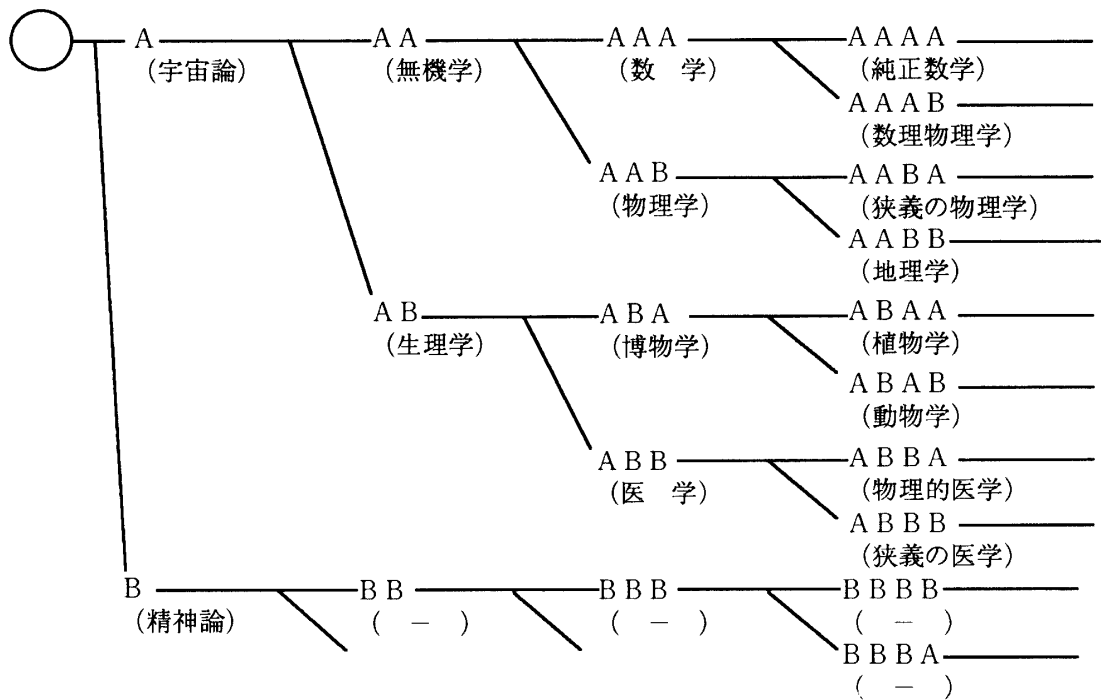 A AA AAA AAAA
(宇宙論) (無機学) (数 学) (純正数学)
AAAB
(数理物理学)
AAB AABA
(物理学) (狭義の物理学)
AABB
(地理学)
AB ABA ABAA
(生理学) (博物学) (植物学)
ABAB
(動物学)
ABB ABBA
(医 学) (物理的医学)
ABBB
(狭義の医学)
B BB BBB BBBB
(精神論) ( － ) ( － ) ( － )
BBBA
( － )